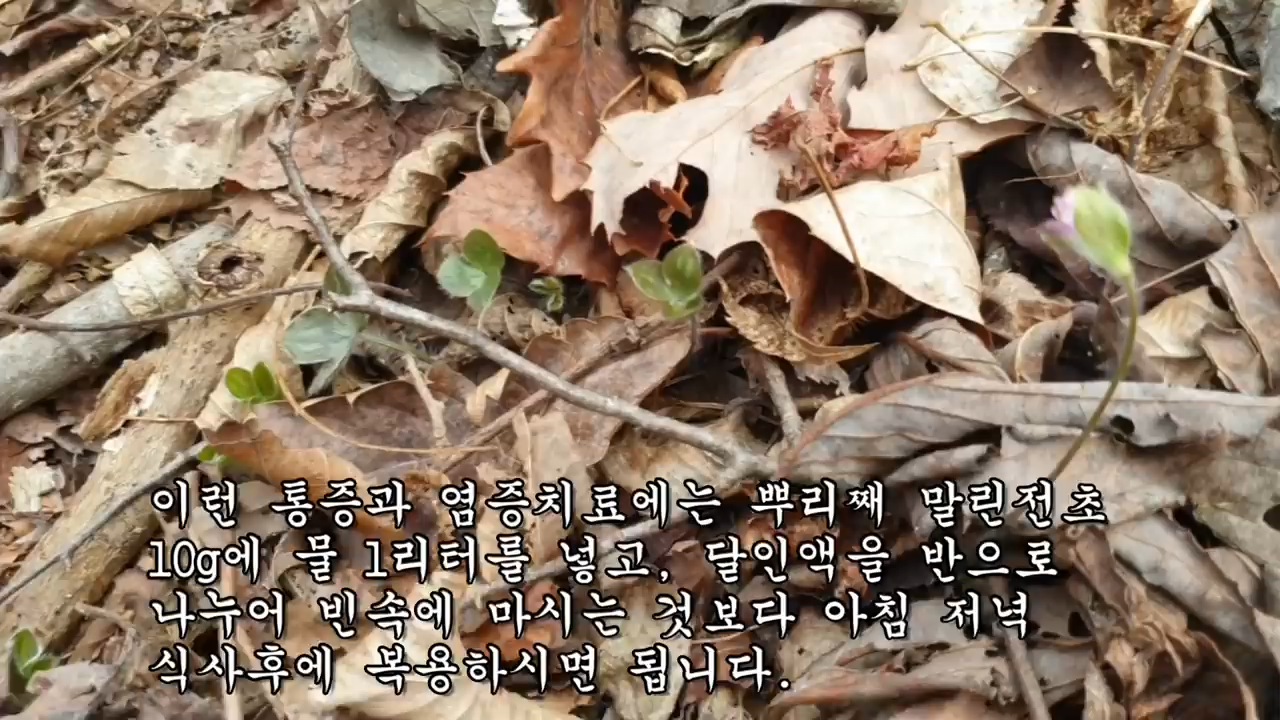 이런 통증과 염증치료에는 뿌리째 말린전초
10g에 물 1리터를 넣고, 달인액을 반으로
나누어 빈속에 마시는 것보다 아침 저녁
식사후에 복용하시면 됩니다.